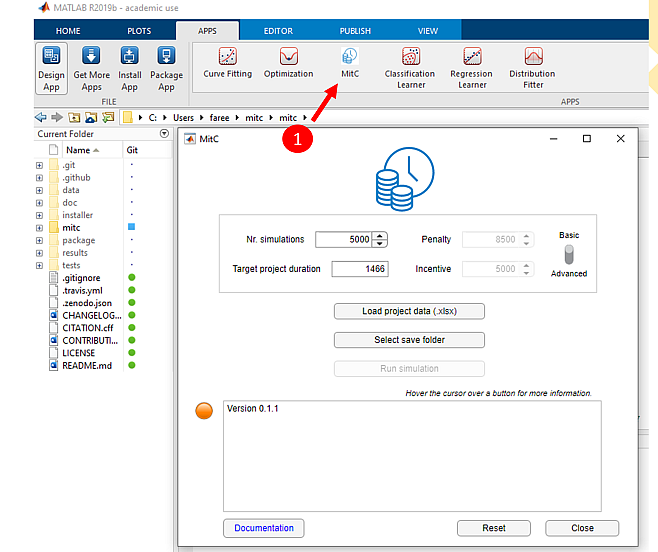 MATLAB R2019b - academic use
HOME PLOTS APPS EDITOR PUBLISH VIEW
Design App
Get More Apps
Install App
Package App
Curve Fitting
Optimization
MitC
Classification Learner
Regression Learner
Distribution Fitter
FILE
APPS
C: Users faree mitc mitc
Current Folder
Name Git
.git
.github
data
doc
installer
mitc
package
results
tests
.gitignore
.travis.yml
.zenodo.json
CHANGELOG...
CITATION.cff
CONTRIBUTI...
LICENSE
README.md
1
MitC
Nr. simulations 5000 Penalty 8500 Basic
Target project duration 1466 Incentive 5000 Advanced
Load project data (.xlsx)
Select save folder
Run simulation
Hover the cursor over a button for more information.
Version 0.1.1
Documentation Reset Close